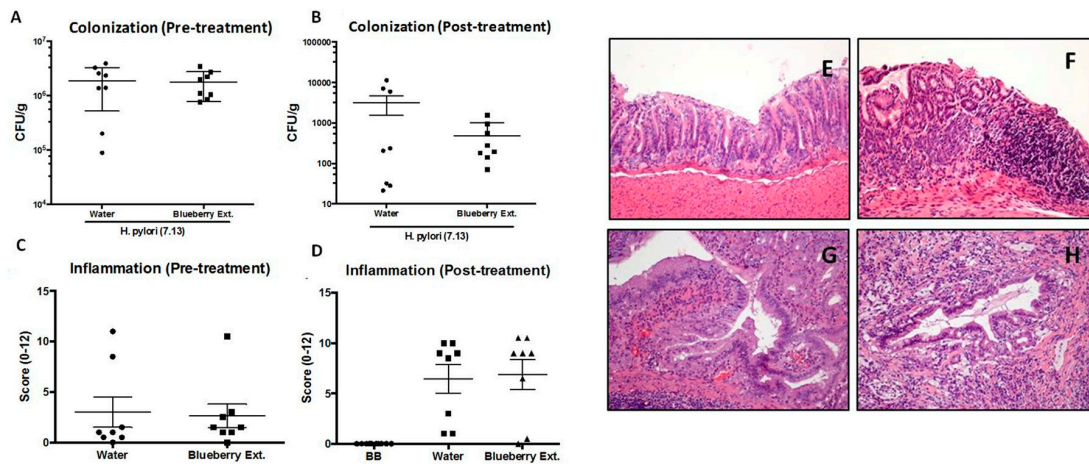 A
Colonization (Pre-treatment)
CFU/g
10⁷
10⁶
10⁵
10⁴
Water
Blueberry Ext.
H. pylori (7.13)
B
Colonization (Post-treatment)
CFU/g
100000
10000
1000
100
10
Water
Blueberry Ext.
H. pylori (7.13)
C
Inflammation (Pre-treatment)
Score (0-12)
15
10
5
0
Water
Blueberry Ext.
D
Inflammation (Post-treatment)
Score (0-12)
15
10
5
0
BB
Water
Blueberry Ext.
E
F
G
H